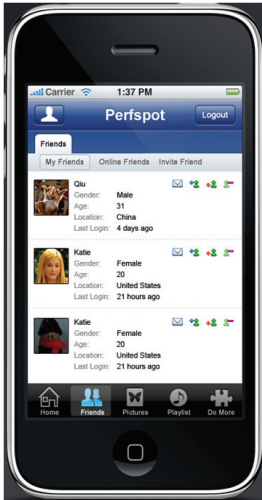 Carrier 1:37 PM
Perfspot Logout
Friends
My Friends Online Friends Invite Friend
Qiu
Gender: Male
Age: 31
Location: China
Last Login: 4 days ago
Katie
Gender: Female
Age: 20
Location: United States
Last Login: 21 hours ago
Katie
Gender: Female
Age: 20
Location: United States
Last Login: 21 hours ago
Home Friends Pictures Playlist Do More